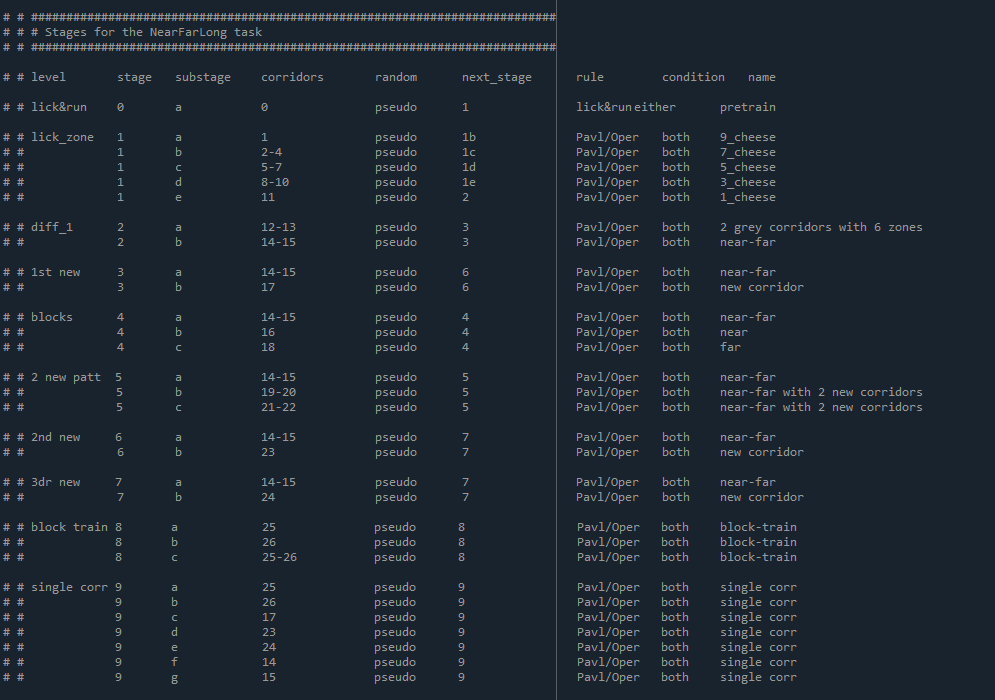 # # ###########################################################################
# # # Stages for the NearFarLong task
# # ###########################################################################
# # level stage substage corridors random next_stage rule condition name
# # lick&run 0 a 0 pseudo 1 lick&run either pretrain
# # lick_zone 1 a 1 pseudo 1b Pavl/Oper both 9_cheese
# # 1 b 2-4 pseudo 1c Pavl/Oper both 7_cheese
# # 1 c 5-7 pseudo 1d Pavl/Oper both 5_cheese
# # 1 d 8-10 pseudo 1e Pavl/Oper both 3_cheese
# # 1 e 11 pseudo 2 Pavl/Oper both 1_cheese
# # diff_1 2 a 12-13 pseudo 3 Pavl/Oper both 2 grey corridors with 6 zones
# # 2 b 14-15 pseudo 3 Pavl/Oper both near-far
# # 1st new 3 a 14-15 pseudo 6 Pavl/Oper both near-far
# # 3 b 17 pseudo 6 Pavl/Oper both new corridor
# # blocks 4 a 14-15 pseudo 4 Pavl/Oper both near-far
# # 4 b 16 pseudo 4 Pavl/Oper both near
# # 4 c 18 pseudo 4 Pavl/Oper both far
# # 2 new patt 5 a 14-15 pseudo 5 Pavl/Oper both near-far
# # 5 b 19-20 pseudo 5 Pavl/Oper both near-far with 2 new corridors
# # 5 c 21-22 pseudo 5 Pavl/Oper both near-far with 2 new corridors
# # 2nd new 6 a 14-15 pseudo 7 Pavl/Oper both near-far
# # 6 b 23 pseudo 7 Pavl/Oper both new corridor
# # 3dr new 7 a 14-15 pseudo 7 Pavl/Oper both near-far
# # 7 b 24 pseudo 7 Pavl/Oper both new corridor
# # block train 8 a 25 pseudo 8 Pavl/Oper both block-train
# # 8 b 26 pseudo 8 Pavl/Oper both block-train
# # 8 c 25-26 pseudo 8 Pavl/Oper both block-train
# # single corr 9 a 25 pseudo 9 Pavl/Oper both single corr
# # 9 b 26 pseudo 9 Pavl/Oper both single corr
# # 9 c 17 pseudo 9 Pavl/Oper both single corr
# # 9 d 23 pseudo 9 Pavl/Oper both single corr
# # 9 e 24 pseudo 9 Pavl/Oper both single corr
# # 9 f 14 pseudo 9 Pavl/Oper both single corr
# # 9 g 15 pseudo 9 Pavl/Oper both single corr